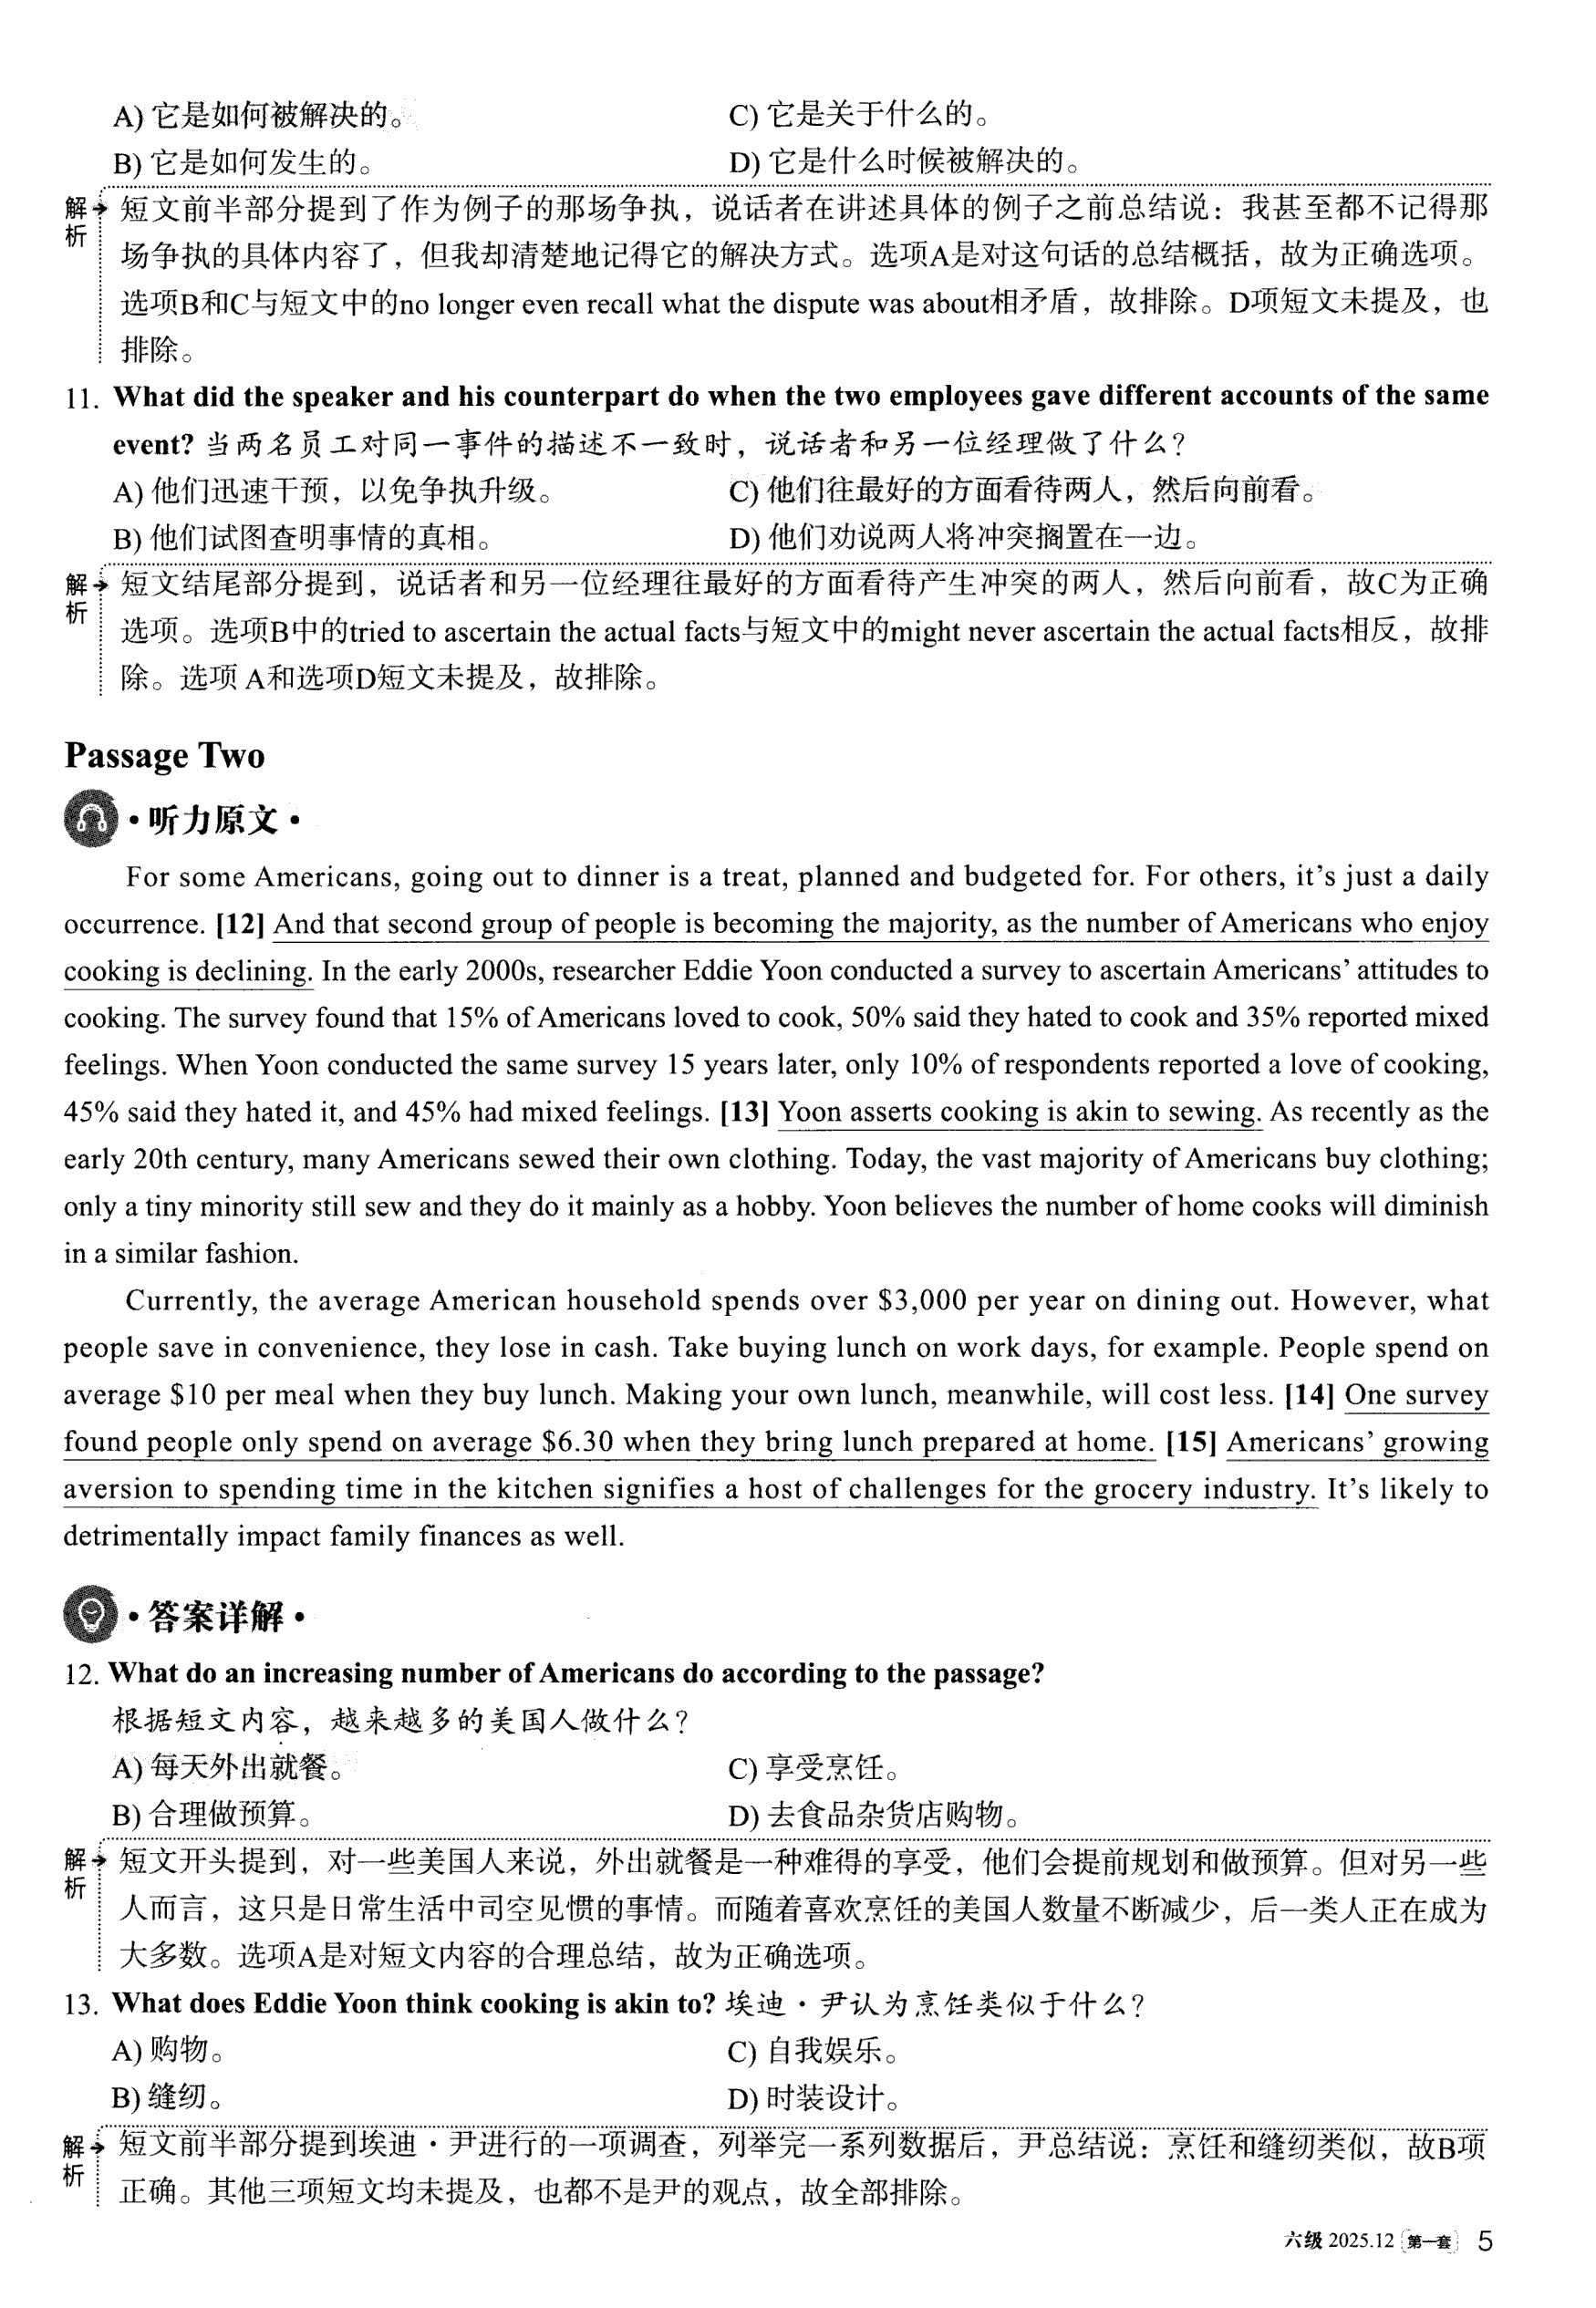 A) 它是如何被解决的。 C) 它是关于什么的。
B) 它是如何发生的。 D) 它是什么时候被解决的。
解析 短文前半部分提到了作为例子的那场争执，说话者在讲述具体的例子之前总结说：我甚至都不记得那
场争执的具体内容了，但我却清楚地记得它的解决方式。选项A是对这句话的总结概括，故为正确选项。
选项B和C与短文中的no longer even recall what the dispute was about相矛盾，故排除。D项短文未提及，也
排除。
11. What did the speaker and his counterpart do when the two employees gave different accounts of the same
event? 当两名员工对同一事件的描述不一致时，说话者和另一位经理做了什么？
A) 他们迅速干预，以免争执升级。 C) 他们往最好的方面看待两人，然后向前看。
B) 他们试图查明事情的真相。 D) 他们劝说两人将冲突搁置在一边。
解析 短文结尾部分提到，说话者和另一位经理往最好的方面看待产生冲突的两人，然后向前看，故C为正确
选项。选项B中的tried to ascertain the actual facts与短文中的might never ascertain the actual facts相反，故排
除。选项 A和选项D短文未提及，故排除。
Passage Two
·听力原文·
For some Americans, going out to dinner is a treat, planned and budgeted for. For others, it's just a daily
occurrence. [12] And that second group of people is becoming the majority, as the number of Americans who enjoy
cooking is declining. In the early 2000s, researcher Eddie Yoon conducted a survey to ascertain Americans' attitudes to
cooking. The survey found that 15% of Americans loved to cook, 50% said they hated to cook and 35% reported mixed
feelings. When Yoon conducted the same survey 15 years later, only 10% of respondents reported a love of cooking,
45% said they hated it, and 45% had mixed feelings. [13] Yoon asserts cooking is akin to sewing. As recently as the
early 20th century, many Americans sewed their own clothing. Today, the vast majority of Americans buy clothing;
only a tiny minority still sew and they do it mainly as a hobby. Yoon believes the number of home cooks will diminish
in a similar fashion.
Currently, the average American household spends over $3,000 per year on dining out. However, what
people save in convenience, they lose in cash. Take buying lunch on work days, for example. People spend on
average $10 per meal when they buy lunch. Making your own lunch, meanwhile, will cost less. [14] One survey
found people only spend on average $6.30 when they bring lunch prepared at home. [15] Americans' growing
aversion to spending time in the kitchen signifies a host of challenges for the grocery industry. It's likely to
detrimentally impact family finances as well.
·答案详解·
12. What do an increasing number of Americans do according to the passage?
根据短文内容，越来越多的美国人做什么？
A) 每天外出就餐。 C) 享受烹饪。
B) 合理做预算。 D) 去食品杂货店购物。
解析 短文开头提到，对一些美国人来说，外出就餐是一种难得的享受，他们会提前规划和做预算。但对另一些
人而言，这只是日常生活中司空见惯的事情。而随着喜欢烹饪的美国人数量不断减少，后一类人正在成为
大多数。选项A是对短文内容的合理总结，故为正确选项。
13. What does Eddie Yoon think cooking is akin to? 埃迪·尹认为烹饪类似于什么？
A) 购物。 C) 自我娱乐。
B) 缝纫。 D) 时装设计。
解析 短文前半部分提到埃迪·尹进行的一项调查，列举完一系列数据后，尹总结说：烹饪和缝纫类似，故B项
正确。其他三项短文均未提及，也都不是尹的观点，故全部排除。
六级 2025.12 第一套 5